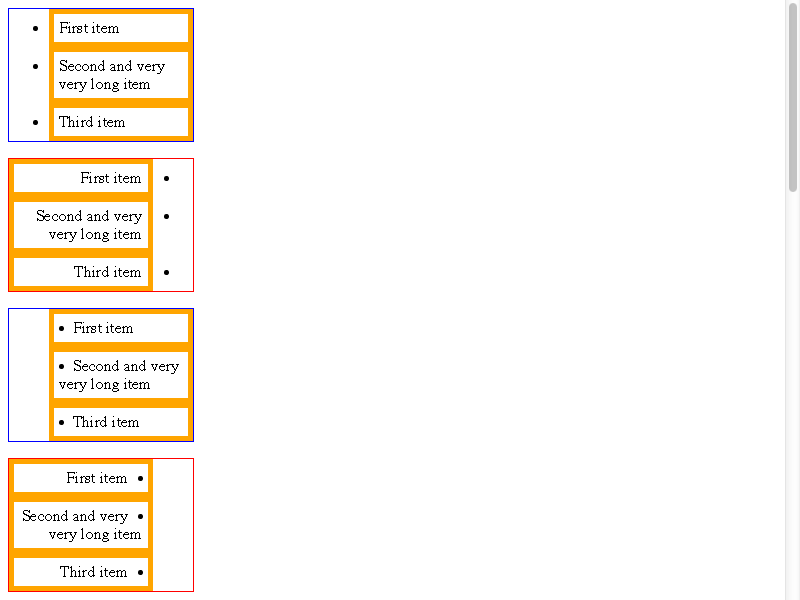 • First item
• Second and very
very long item
• Third item
First item •
Second and very •
very long item
Third item •
• First item
• Second and very
very long item
• Third item
First item •
Second and very •
very long item
Third item •